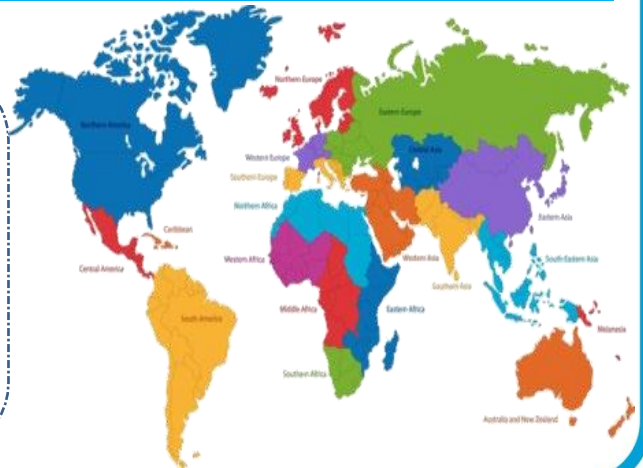 Northern Europe
Eastern Europe
Northern America
Central Asia
Western Europe
Southern Europe
Northern Africa
Eastern Asia
Caribbean
Western Africa
Western Asia
South-Eastern Asia
Central America
Southern Asia
South America
Middle Africa
Eastern Africa
Melanesia
Southern Africa
Australia and New Zealand